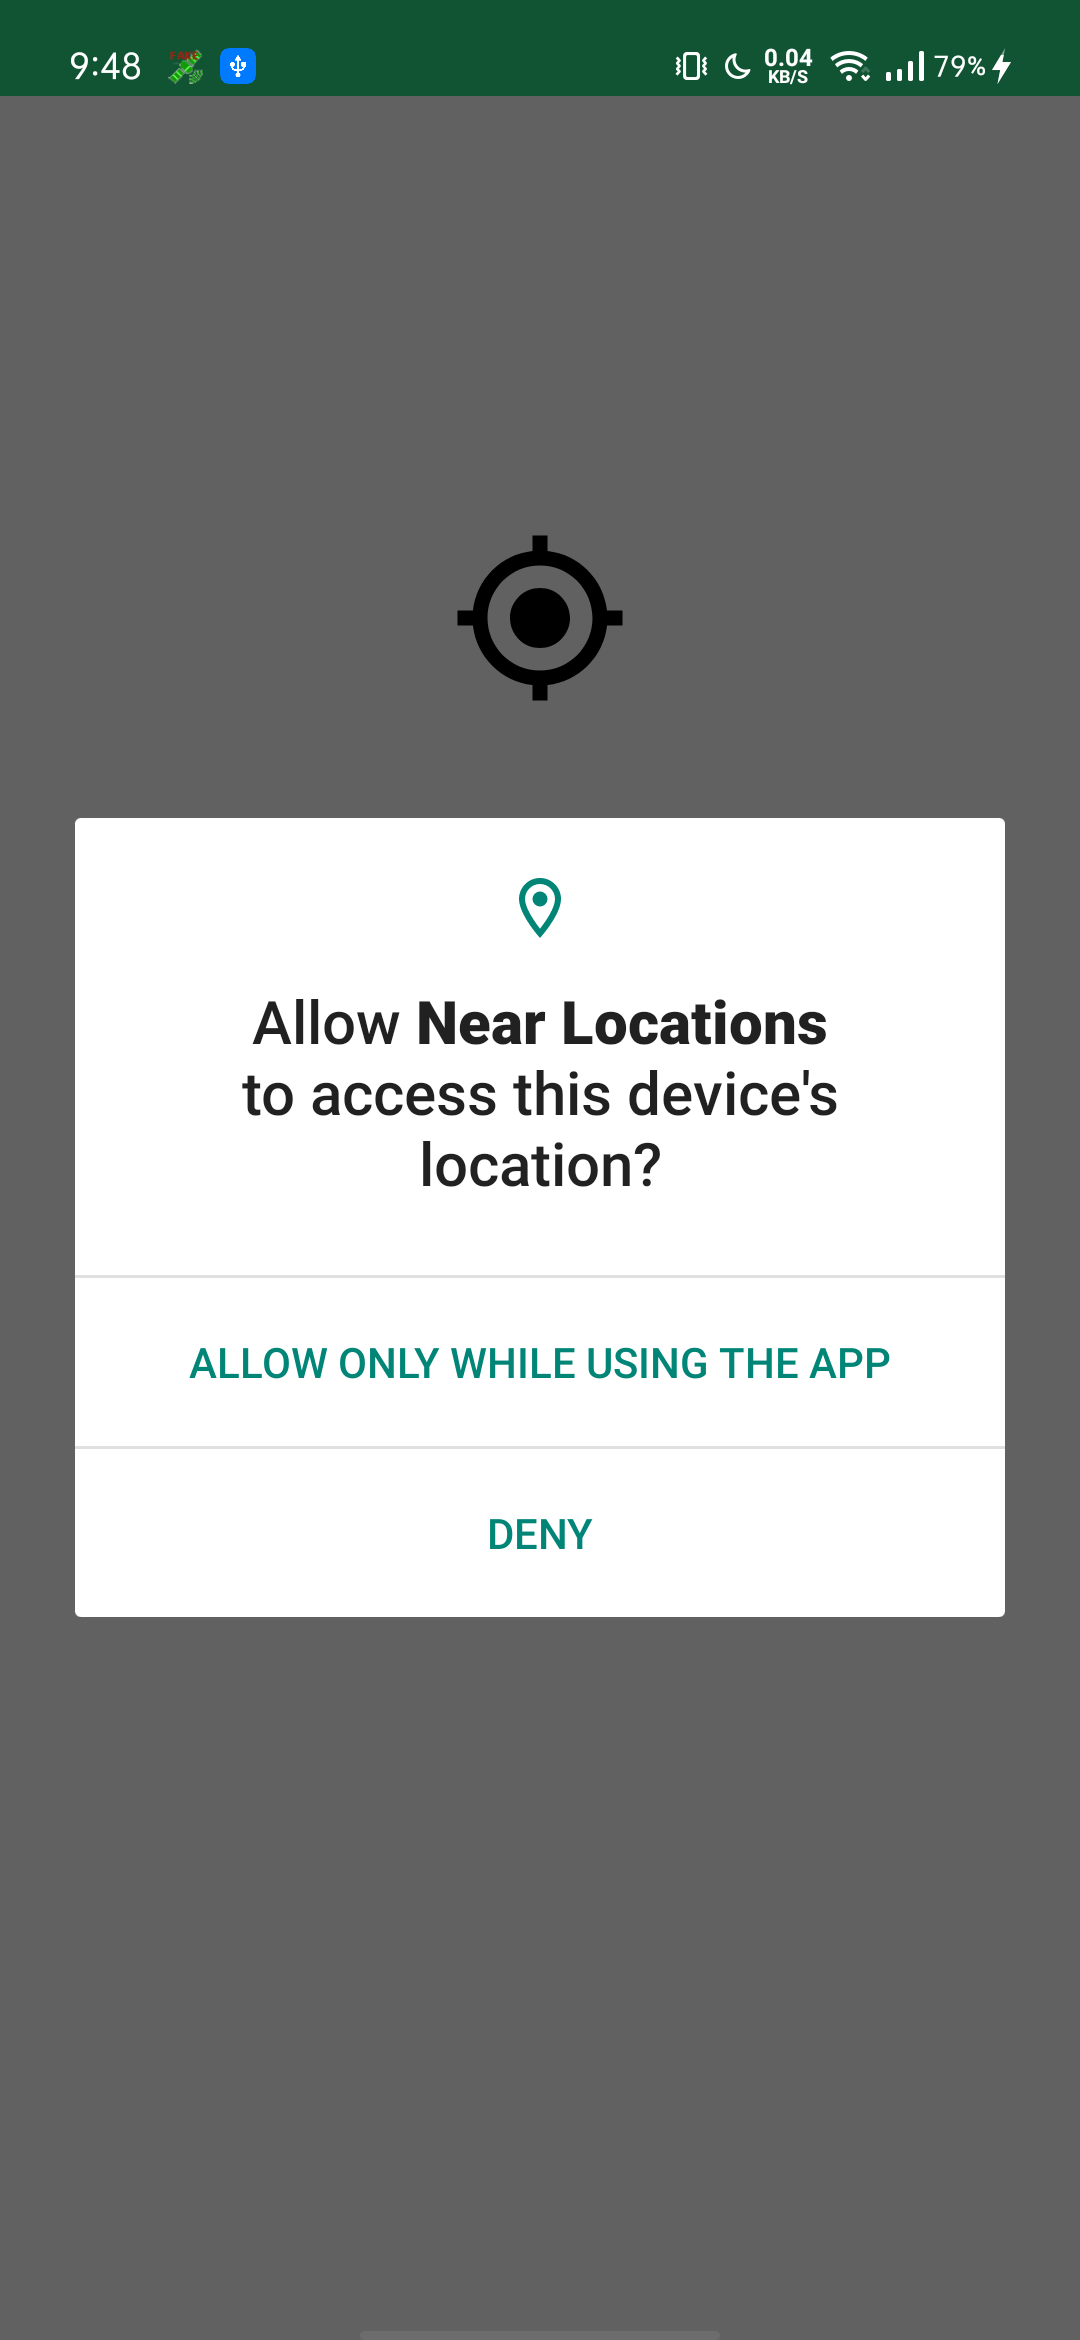 9:48
0.04
KB/S
79%
Allow Near Locations
to access this device's
location?
ALLOW ONLY WHILE USING THE APP
DENY